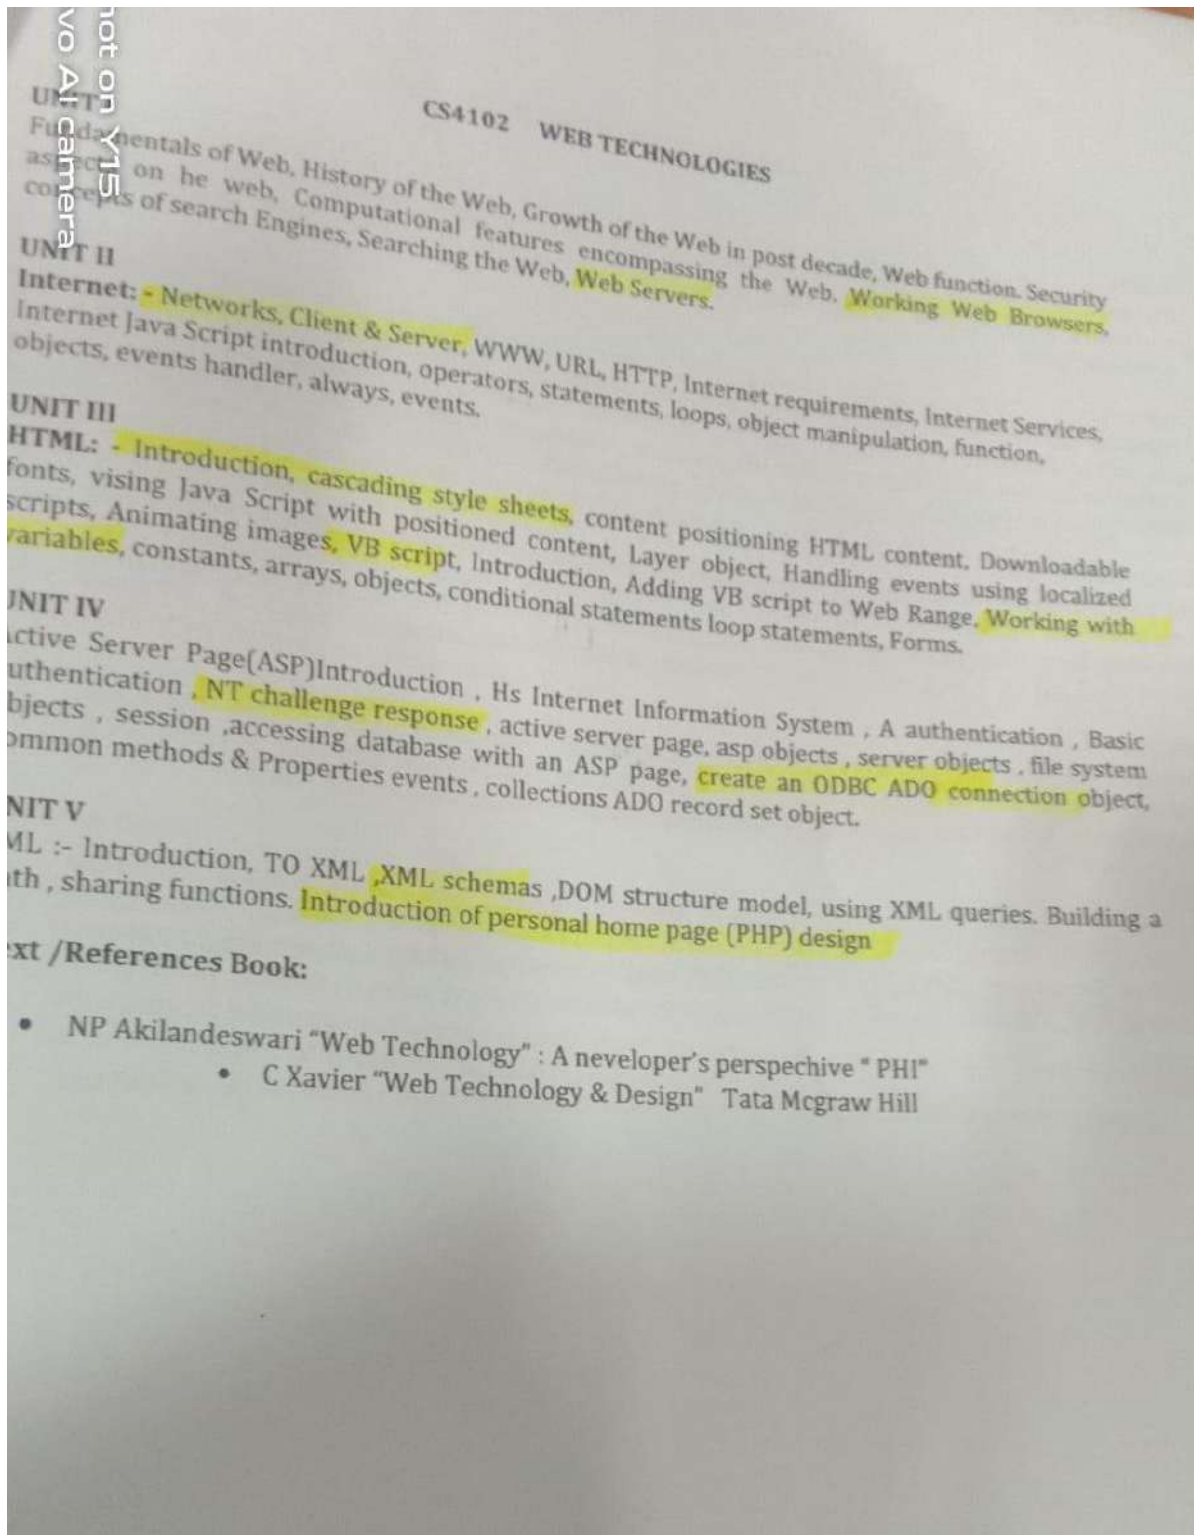 not on Y15
vo AI camera
CS4102 WEB TECHNOLOGIES
UNIT
Fundamentals of Web, History of the Web, Growth of the Web in post decade, Web function. Security
aspects on he web, Computational features encompassing the Web. Working Web Browsers,
concepts of search Engines, Searching the Web, Web Servers.
UNIT II
Internet: - Networks, Client & Server, WWW, URL, HTTP, Internet requirements, Internet Services,
Internet Java Script introduction, operators, statements, loops, object manipulation, function,
objects, events handler, always, events.
UNIT III
HTML: - Introduction, cascading style sheets, content positioning HTML content, Downloadable
fonts, vising Java Script with positioned content, Layer object, Handling events using localized
scripts, Animating images, VB script, Introduction, Adding VB script to Web Range, Working with
variables, constants, arrays, objects, conditional statements loop statements, Forms.
UNIT IV
Active Server Page(ASP)Introduction , Hs Internet Information System , A authentication , Basic
uthentication , NT challenge response , active server page, asp objects , server objects , file system
bjects , session ,accessing database with an ASP page, create an ODBC ADO connection object,
ommon methods & Properties events , collections ADO record set object.
NIT V
ML :- Introduction, TO XML ,XML schemas ,DOM structure model, using XML queries. Building a
th , sharing functions. Introduction of personal home page (PHP) design
ext /References Book:
• NP Akilandeswari “Web Technology” : A neveloper’s perspechive “ PHI”
• C Xavier “Web Technology & Design” Tata Mcgraw Hill